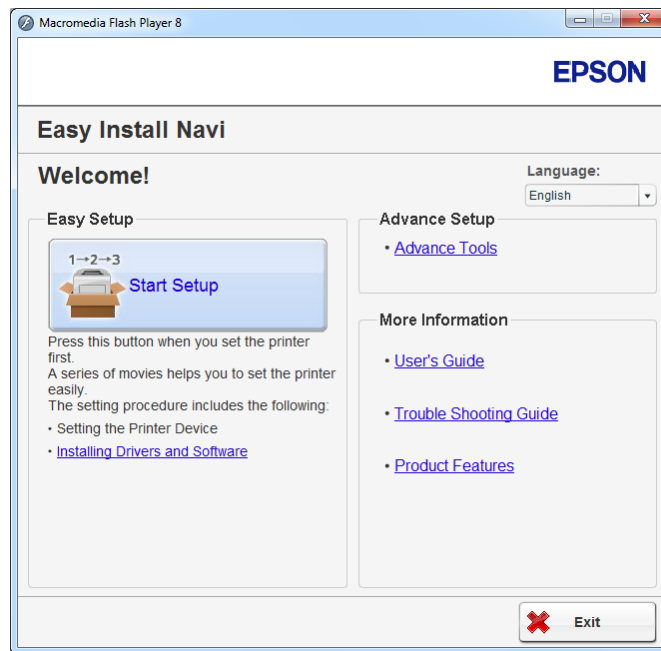 Macromedia Flash Player 8
EPSON
Easy Install Navi
Welcome!
Language:
English
Easy Setup
1→2→3
Start Setup
Press this button when you set the printer
first.
A series of movies helps you to set the printer
easily.
The setting procedure includes the following:
• Setting the Printer Device
• Installing Drivers and Software
Advance Setup
• Advance Tools
More Information
• User's Guide
• Trouble Shooting Guide
• Product Features
Exit